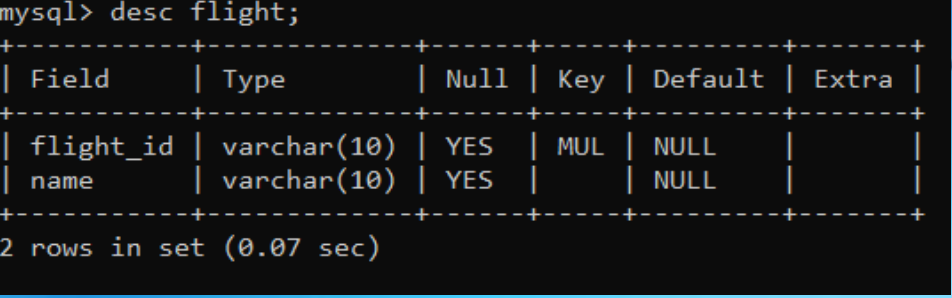 mysql> desc flight;
+-----------+-------------+------+-----+---------+-------+
| Field     | Type        | Null | Key | Default | Extra |
+-----------+-------------+------+-----+---------+-------+
| flight_id | varchar(10) | YES  | MUL | NULL    |       |
| name      | varchar(10) | YES  |     | NULL    |       |
+-----------+-------------+------+-----+---------+-------+
2 rows in set (0.07 sec)